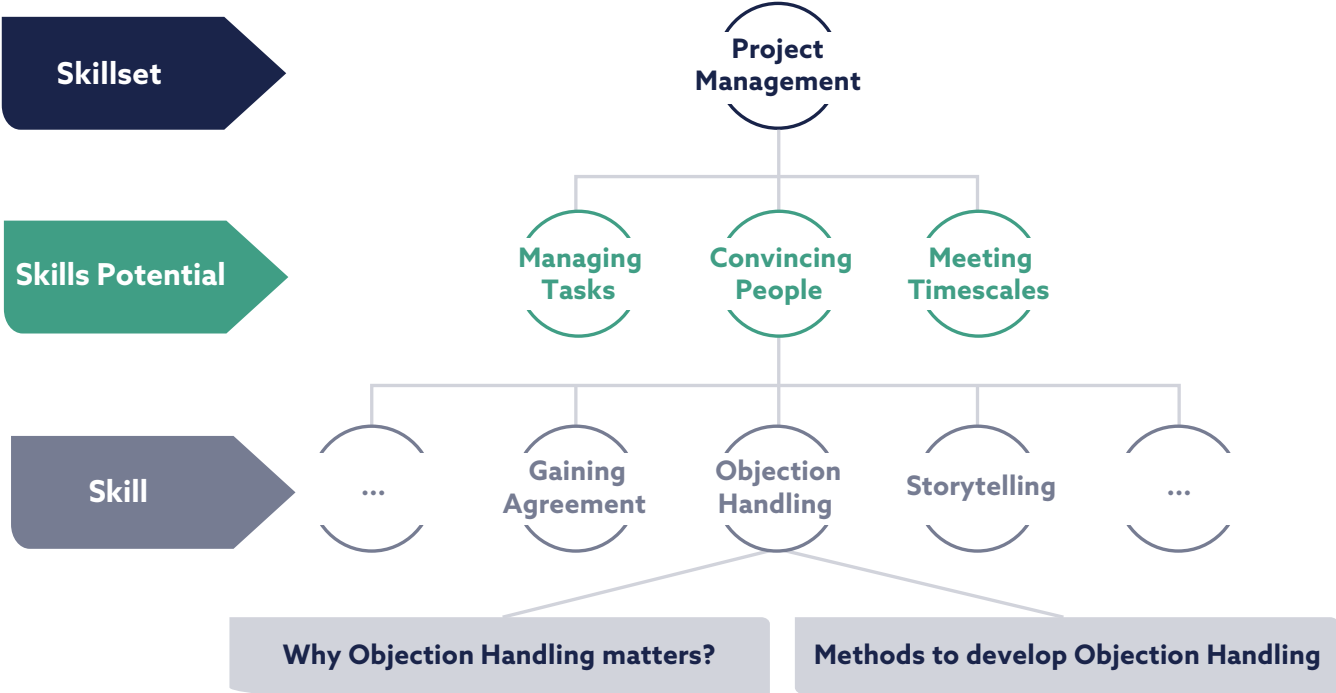 Skillset
Project
Management
Skills Potential
Managing
Tasks
Convincing
People
Meeting
Timescales
Skill
...
Gaining
Agreement
Objection
Handling
Storytelling
...
Why Objection Handling matters?
Methods to develop Objection Handling